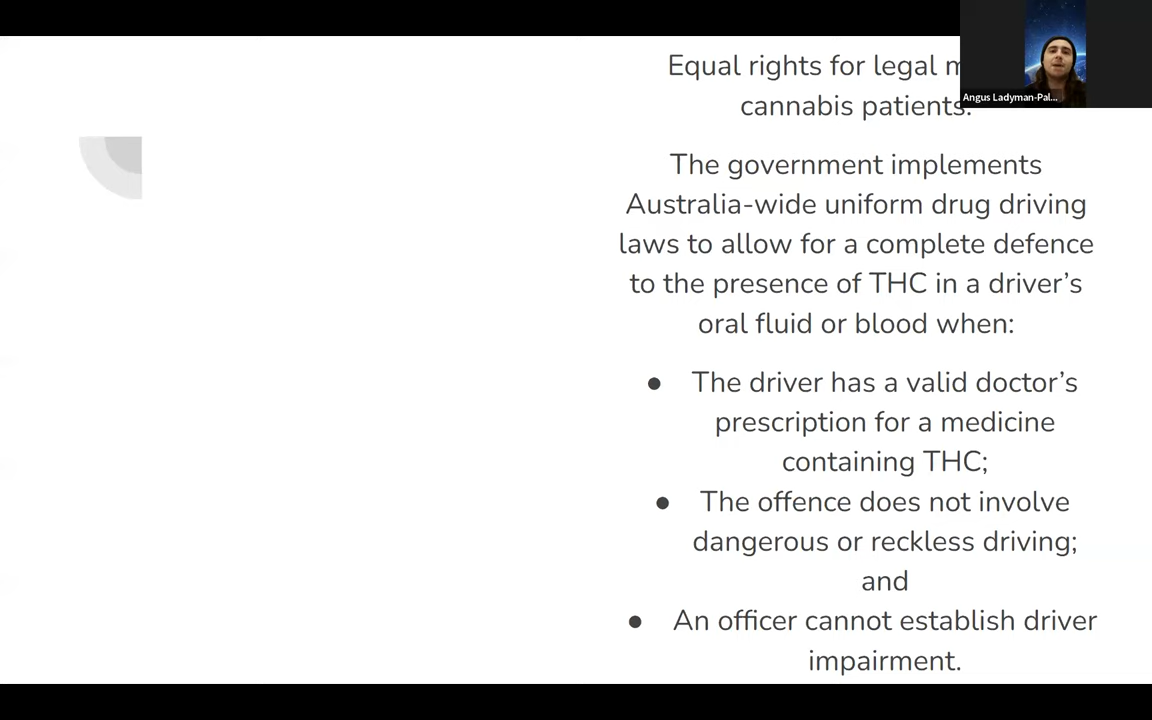 Equal rights for legal
cannabis patients.
The government implements
Australia-wide uniform drug driving
laws to allow for a complete defence
to the presence of THC in a driver’s
oral fluid or blood when:
● The driver has a valid doctor’s
prescription for a medicine
containing THC;
● The offence does not involve
dangerous or reckless driving;
and
● An officer cannot establish driver
impairment.
Angus Ladyman-Pal...